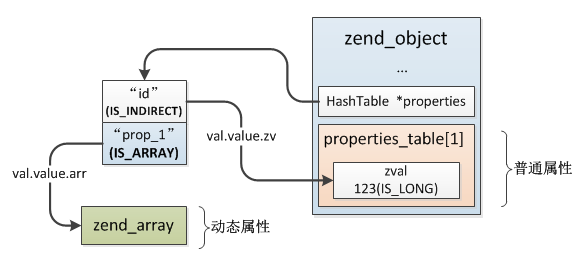 zend_object
...
HashTable *properties
properties_table[1]
zval
123(IS_LONG)
普通属性
“id”
(IS_INDIRECT)
“prop_1”
(IS_ARRAY)
val.value.zv
val.value.arr
zend_array
动态属性